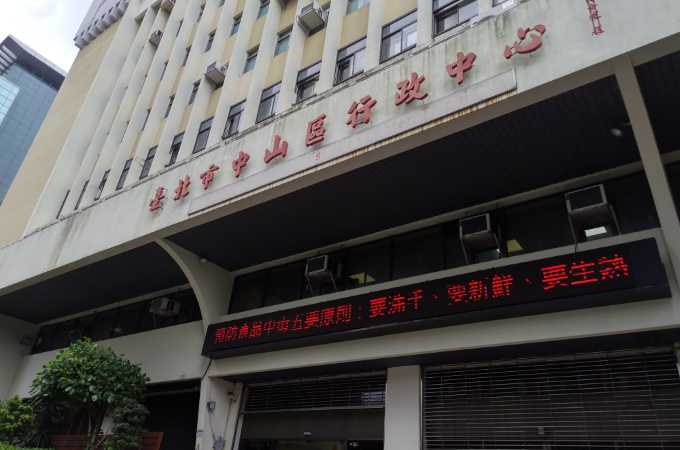 臺北市中山區行政中心
預防食品中毒五要原則：要洗手、要新鮮、要生熟